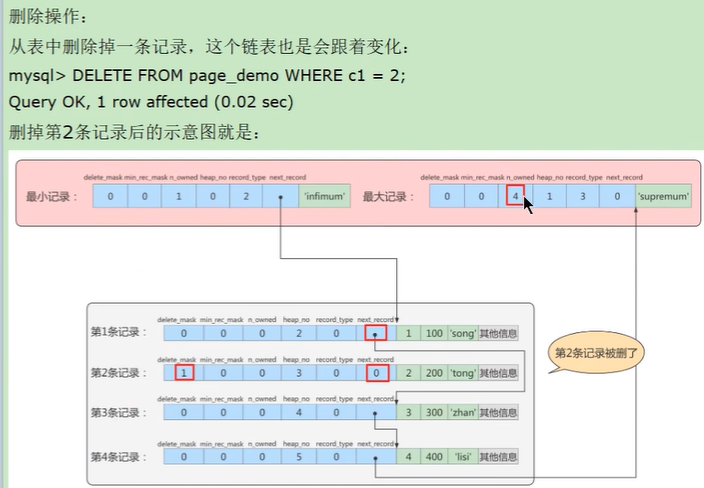 删除操作：
从表中删除掉一条记录，这个链表也是会跟着变化：
mysql> DELETE FROM page_demo WHERE c1 = 2;
Query OK, 1 row affected (0.02 sec)
删掉第2条记录后的示意图就是：
delete_mask min_rec_mask n_owned heap_no record_type next_record
最小记录： 0 0 1 0 2 'infimum'
delete_mask min_rec_mask n_owned heap_no record_type next_record
最大记录： 0 0 4 1 3 0 'supremum'
delete_mask min_rec_mask n_owned heap_no record_type next_record
第1条记录： 0 0 0 2 0 1 100 'song' 其他信息
delete_mask min_rec_mask n_owned heap_no record_type next_record
第2条记录： 1 0 0 3 0 0 2 200 'tong' 其他信息
第2条记录被删了
delete_mask min_rec_mask n_owned heap_no record_type next_record
第3条记录： 0 0 0 4 0 3 300 'zhan' 其他信息
delete_mask min_rec_mask n_owned heap_no record_type next_record
第4条记录： 0 0 0 5 0 4 400 'lisi' 其他信息